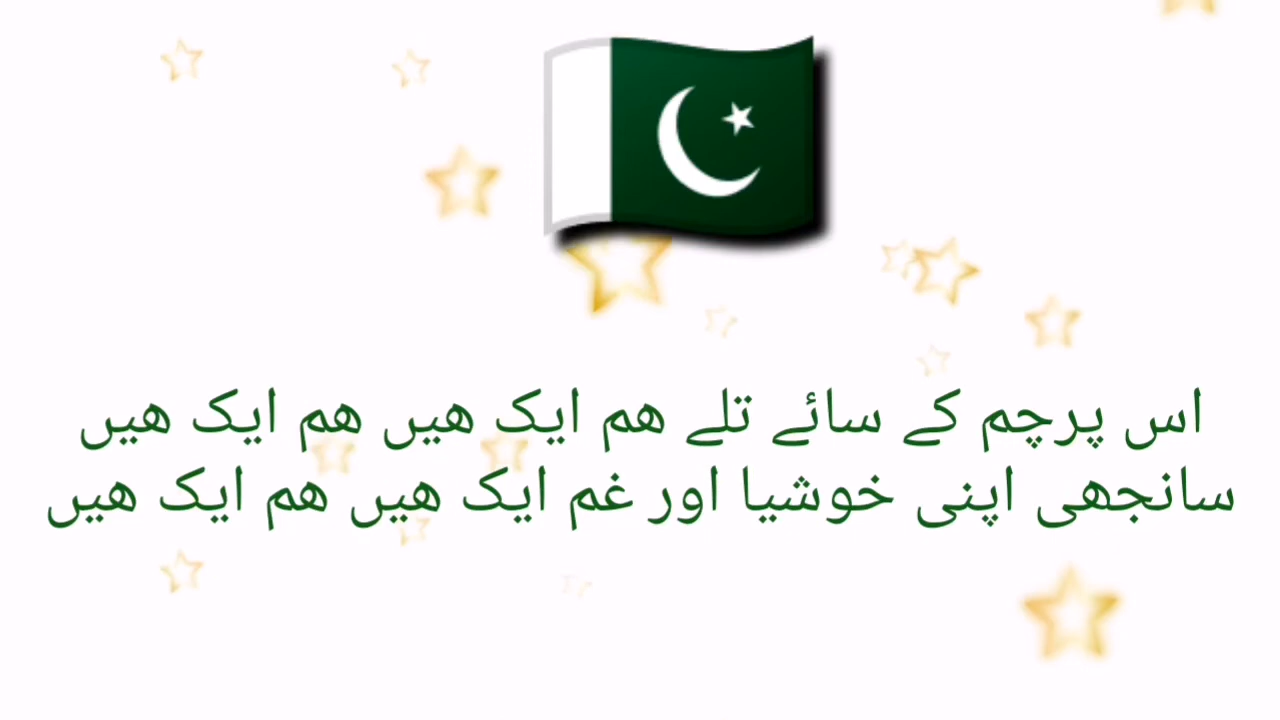 اس پرچم کے سائے تلے ھم ایک ھیں ھم ایک ھیں
سانجھی اپنی خوشیا اور غم ایک ھیں ھم ایک ھیں